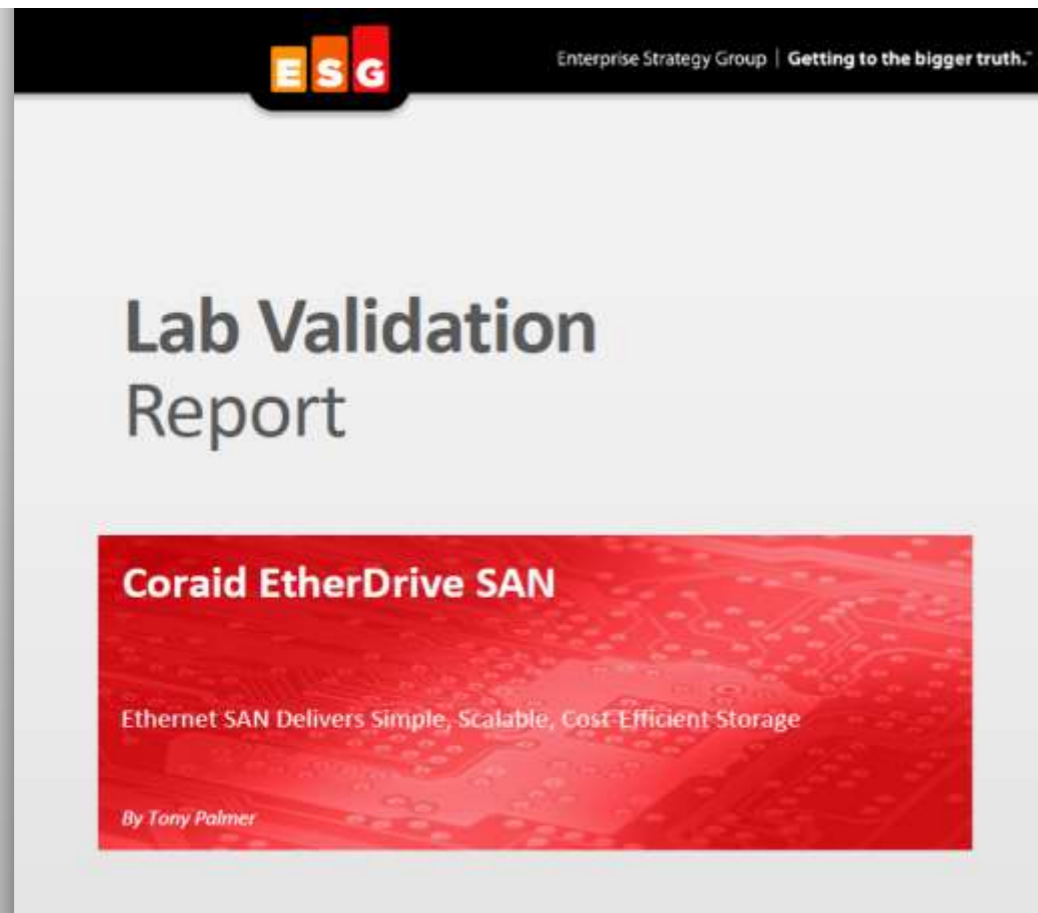 ESG
Enterprise Strategy Group | Getting to the bigger truth.™
Lab Validation
Report
Coraid EtherDrive SAN
Ethernet SAN Delivers Simple, Scalable, Cost-Efficient Storage
By Tony Palmer